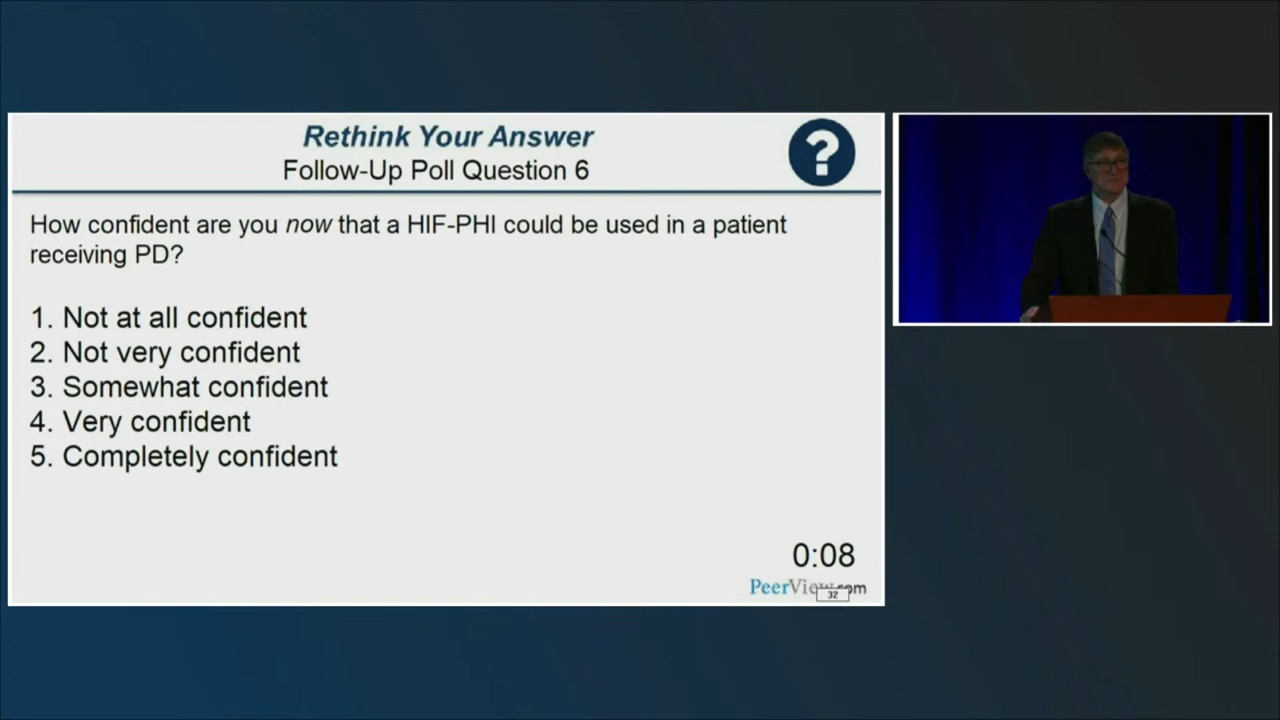 Rethink Your Answer
Follow-Up Poll Question 6
?
How confident are you now that a HIF-PHI could be used in a patient
receiving PD?
1. Not at all confident
2. Not very confident
3. Somewhat confident
4. Very confident
5. Completely confident
0:08
PeerView.com
32